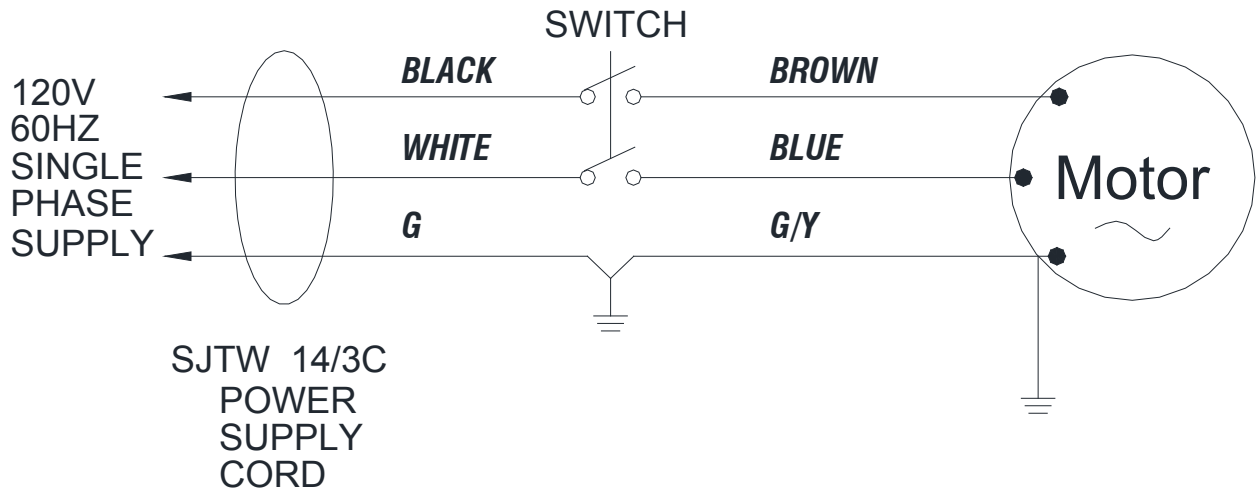 SWITCH
BLACK
BROWN
120V
60HZ
SINGLE
PHASE
SUPPLY
WHITE
BLUE
Motor
G
G/Y
SJTW 14/3C
POWER
SUPPLY
CORD